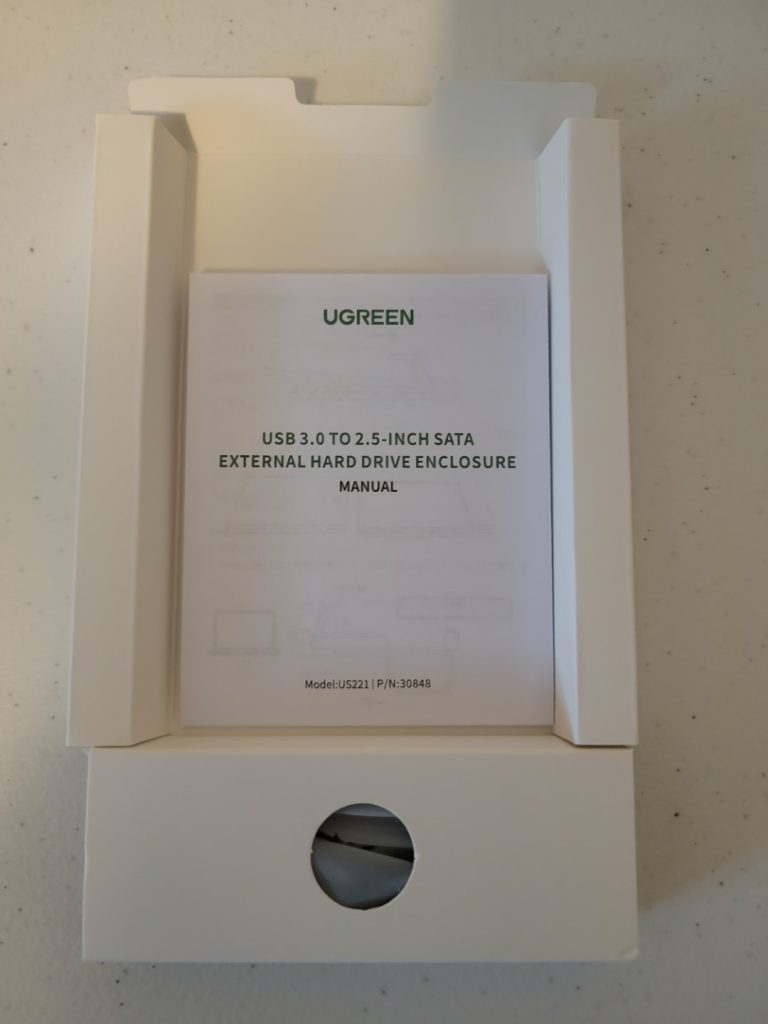 UGREEN
USB 3.0 TO 2.5-INCH SATA
EXTERNAL HARD DRIVE ENCLOSURE
MANUAL
Model:US221 | P/N:30848